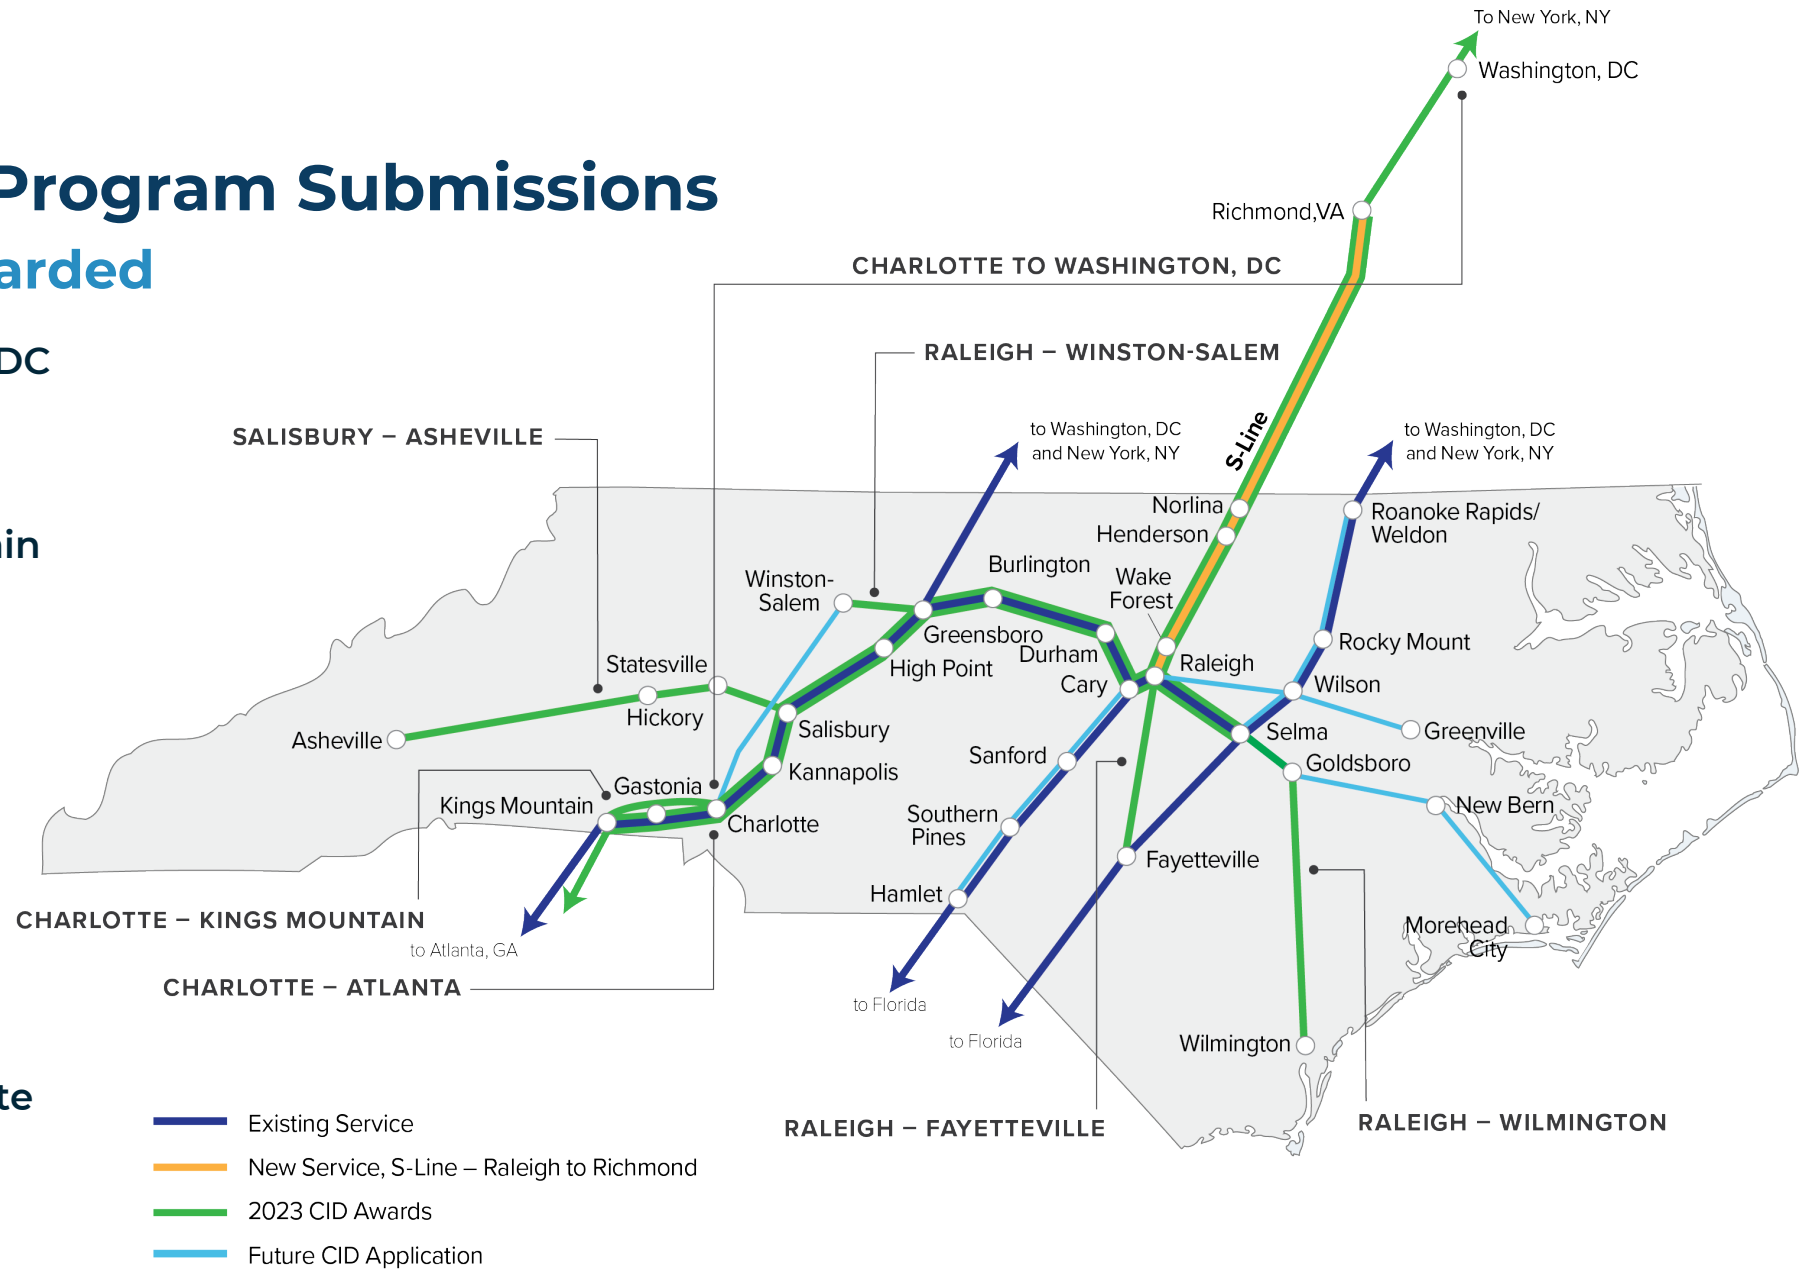 To New York, NY
Washington, DC
Program Submissions
Richmond,VA
arded
CHARLOTTE TO WASHINGTON, DC
DC
RALEIGH – WINSTON-SALEM
SALISBURY – ASHEVILLE
to Washington, DC
and New York, NY
S-Line
to Washington, DC
and New York, NY
Norlina
Roanoke Rapids/
Weldon
Henderson
in
Burlington
Wake
Forest
Winston-
Salem
Greensboro
Rocky Mount
Durham
High Point
Raleigh
Statesville
Cary
Wilson
Hickory
Salisbury
Selma
Greenville
Asheville
Sanford
Goldsboro
Kannapolis
Gastonia
Kings Mountain
New Bern
Charlotte
Southern
Pines
Fayetteville
Hamlet
CHARLOTTE – KINGS MOUNTAIN
Morehead
City
to Atlanta, GA
CHARLOTTE – ATLANTA
to Florida
to Florida
Wilmington
te
RALEIGH – FAYETTEVILLE
RALEIGH – WILMINGTON
Existing Service
New Service, S-Line – Raleigh to Richmond
2023 CID Awards
Future CID Application